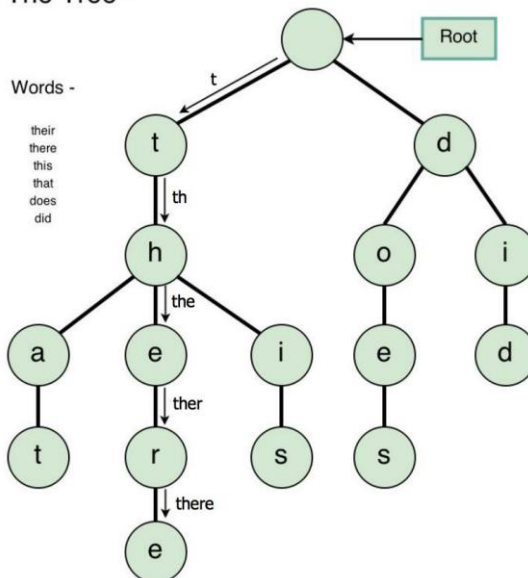 The Tree -
Root
Words -
their
there
this
that
does
did
t
t
d
th
h
o
i
the
a
e
i
e
d
ther
t
r
s
s
there
e